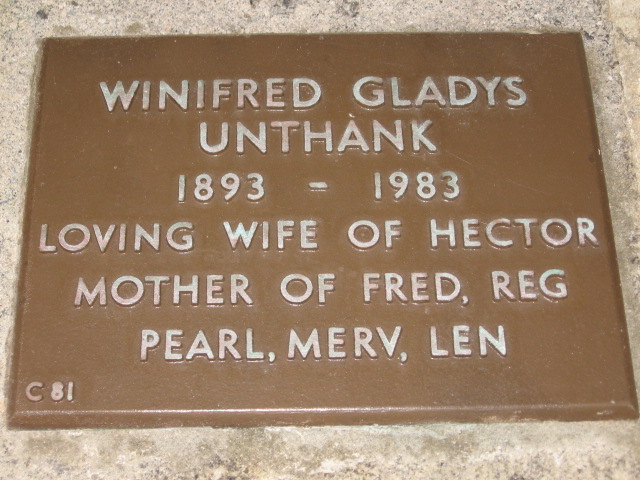 WINIFRED GLADYS
UNTHANK
1893 - 1983
LOVING WIFE OF HECTOR
MOTHER OF FRED, REG
PEARL, MERV, LEN
C 81